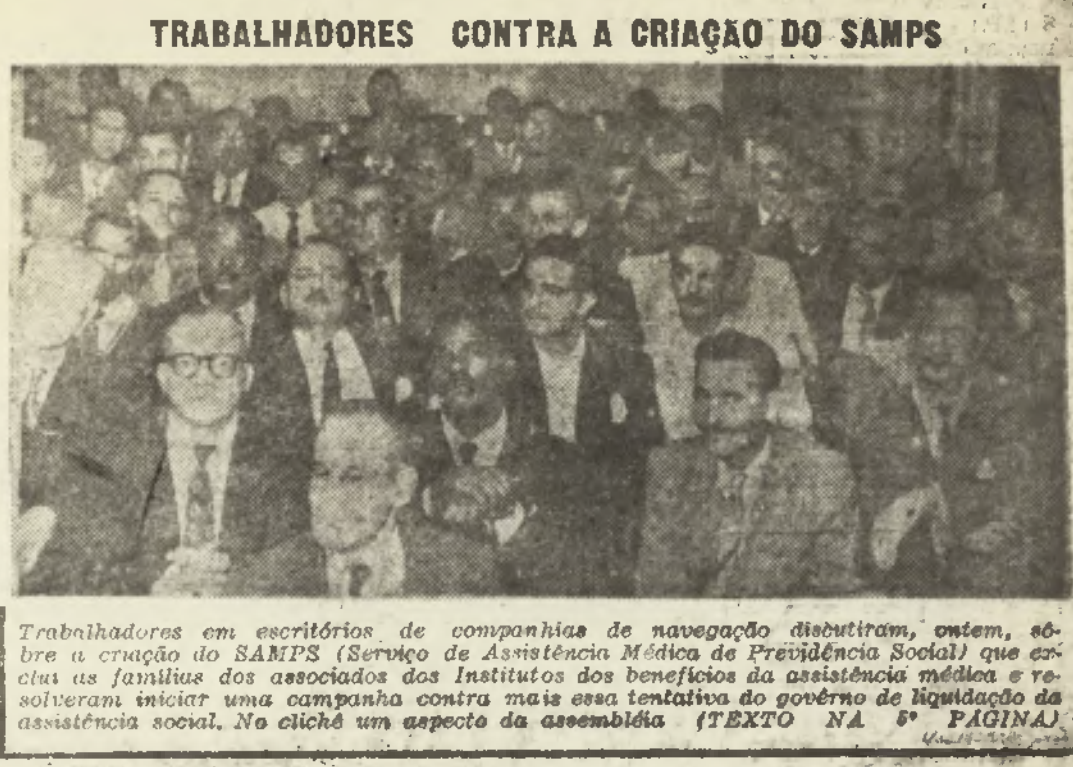 TRABALHADORES CONTRA A CRIAÇÃO DO SAMPS
Trabalhadores em escritórios de companhias de navegação discutiram, ontem, sô-
bre a criação do SAMPS (Serviço de Assistência Médica de Previdência Social) que ex-
clui as famílias dos associados dos Institutos dos benefícios da assistência médica e re-
solveram iniciar uma campanha contra mais essa tentativa do govêrno de liquidação da
assistência social. No clichê um aspecto da assembléia (TEXTO NA 5ª PÁGINA)